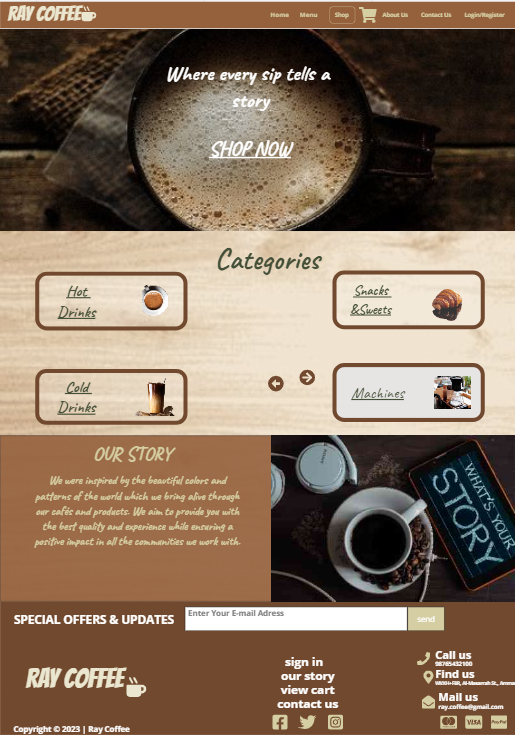 RAY COFFEE
Home Menu Shop About Us Contact Us Login/Register
Where every sip tells a
story
SHOP NOW
Categories
Hot
Drinks
Snacks
&Sweets
Cold
Drinks
Machines
OUR STORY
We were inspired by the beautiful colors and
patterns of the world which we bring alive through
our cafés and products. We aim to provide you with
the best quality and experience while ensuring a
positive impact in all the communities we work with.
WHAT'S YOUR
STORY
SPECIAL OFFERS & UPDATES
Enter Your E-mail Adress
send
RAY COFFEE
sign in
our story
view cart
contact us
Call us
98765432100
Find us
Mail us
ray.coffee@gmail.com
VISA
PayPal
Copyright © 2023 | Ray Coffee